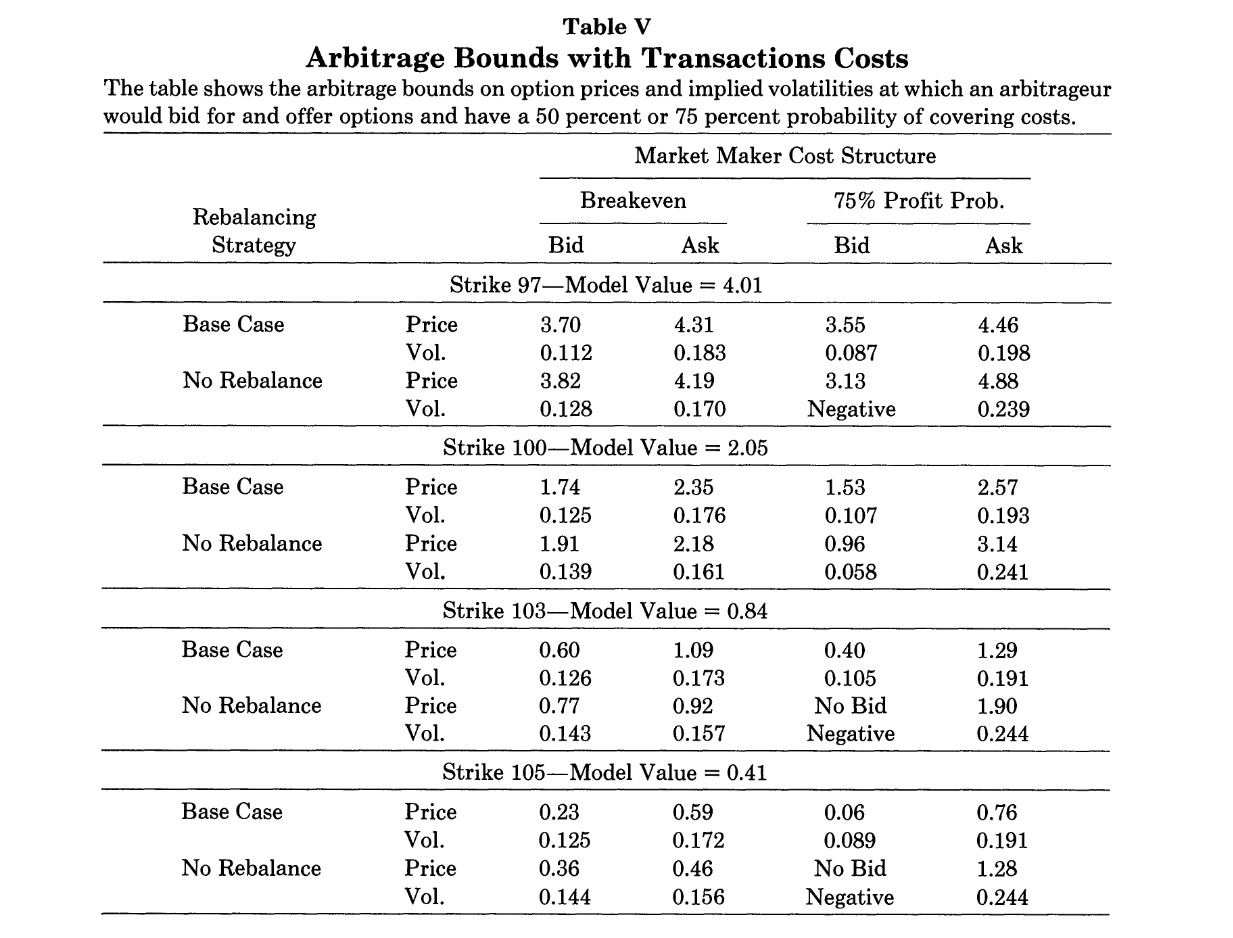 Table V
Arbitrage Bounds with Transactions Costs
The table shows the arbitrage bounds on option prices and implied volatilities at which an arbitrageur
would bid for and offer options and have a 50 percent or 75 percent probability of covering costs.
Market Maker Cost Structure
Breakeven 75% Profit Prob.
Rebalancing
Strategy Bid Ask Bid Ask
Strike 97—Model Value = 4.01
Base Case Price 3.70 4.31 3.55 4.46
Vol. 0.112 0.183 0.087 0.198
No Rebalance Price 3.82 4.19 3.13 4.88
Vol. 0.128 0.170 Negative 0.239
Strike 100—Model Value = 2.05
Base Case Price 1.74 2.35 1.53 2.57
Vol. 0.125 0.176 0.107 0.193
No Rebalance Price 1.91 2.18 0.96 3.14
Vol. 0.139 0.161 0.058 0.241
Strike 103—Model Value = 0.84
Base Case Price 0.60 1.09 0.40 1.29
Vol. 0.126 0.173 0.105 0.191
No Rebalance Price 0.77 0.92 No Bid 1.90
Vol. 0.143 0.157 Negative 0.244
Strike 105—Model Value = 0.41
Base Case Price 0.23 0.59 0.06 0.76
Vol. 0.125 0.172 0.089 0.191
No Rebalance Price 0.36 0.46 No Bid 1.28
Vol. 0.144 0.156 Negative 0.244